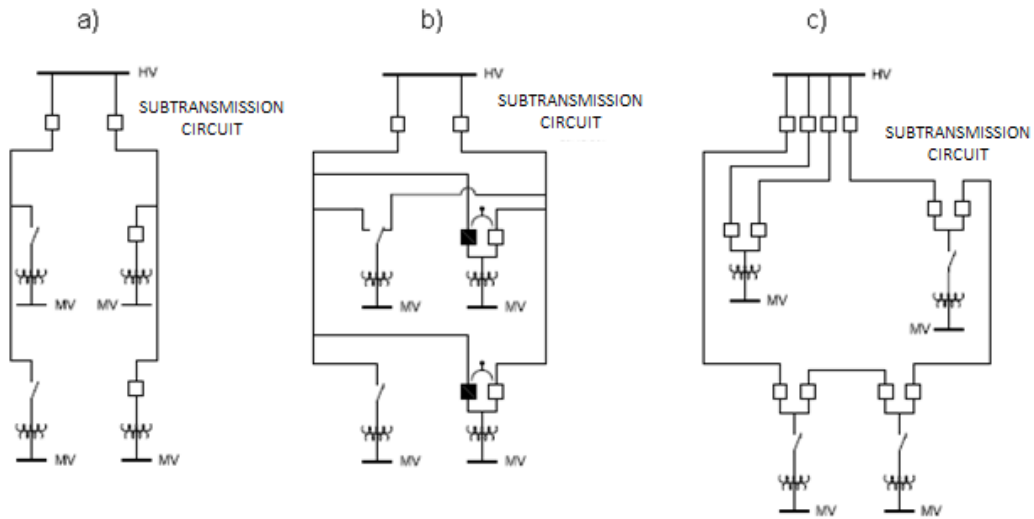 a)
b)
c)
HV
SUBTRANSMISSION
CIRCUIT
MV
MV
MV
MV
HV
SUBTRANSMISSION
CIRCUIT
MV
MV
MV
MV
HV
SUBTRANSMISSION
CIRCUIT
MV
MV
MV
MV